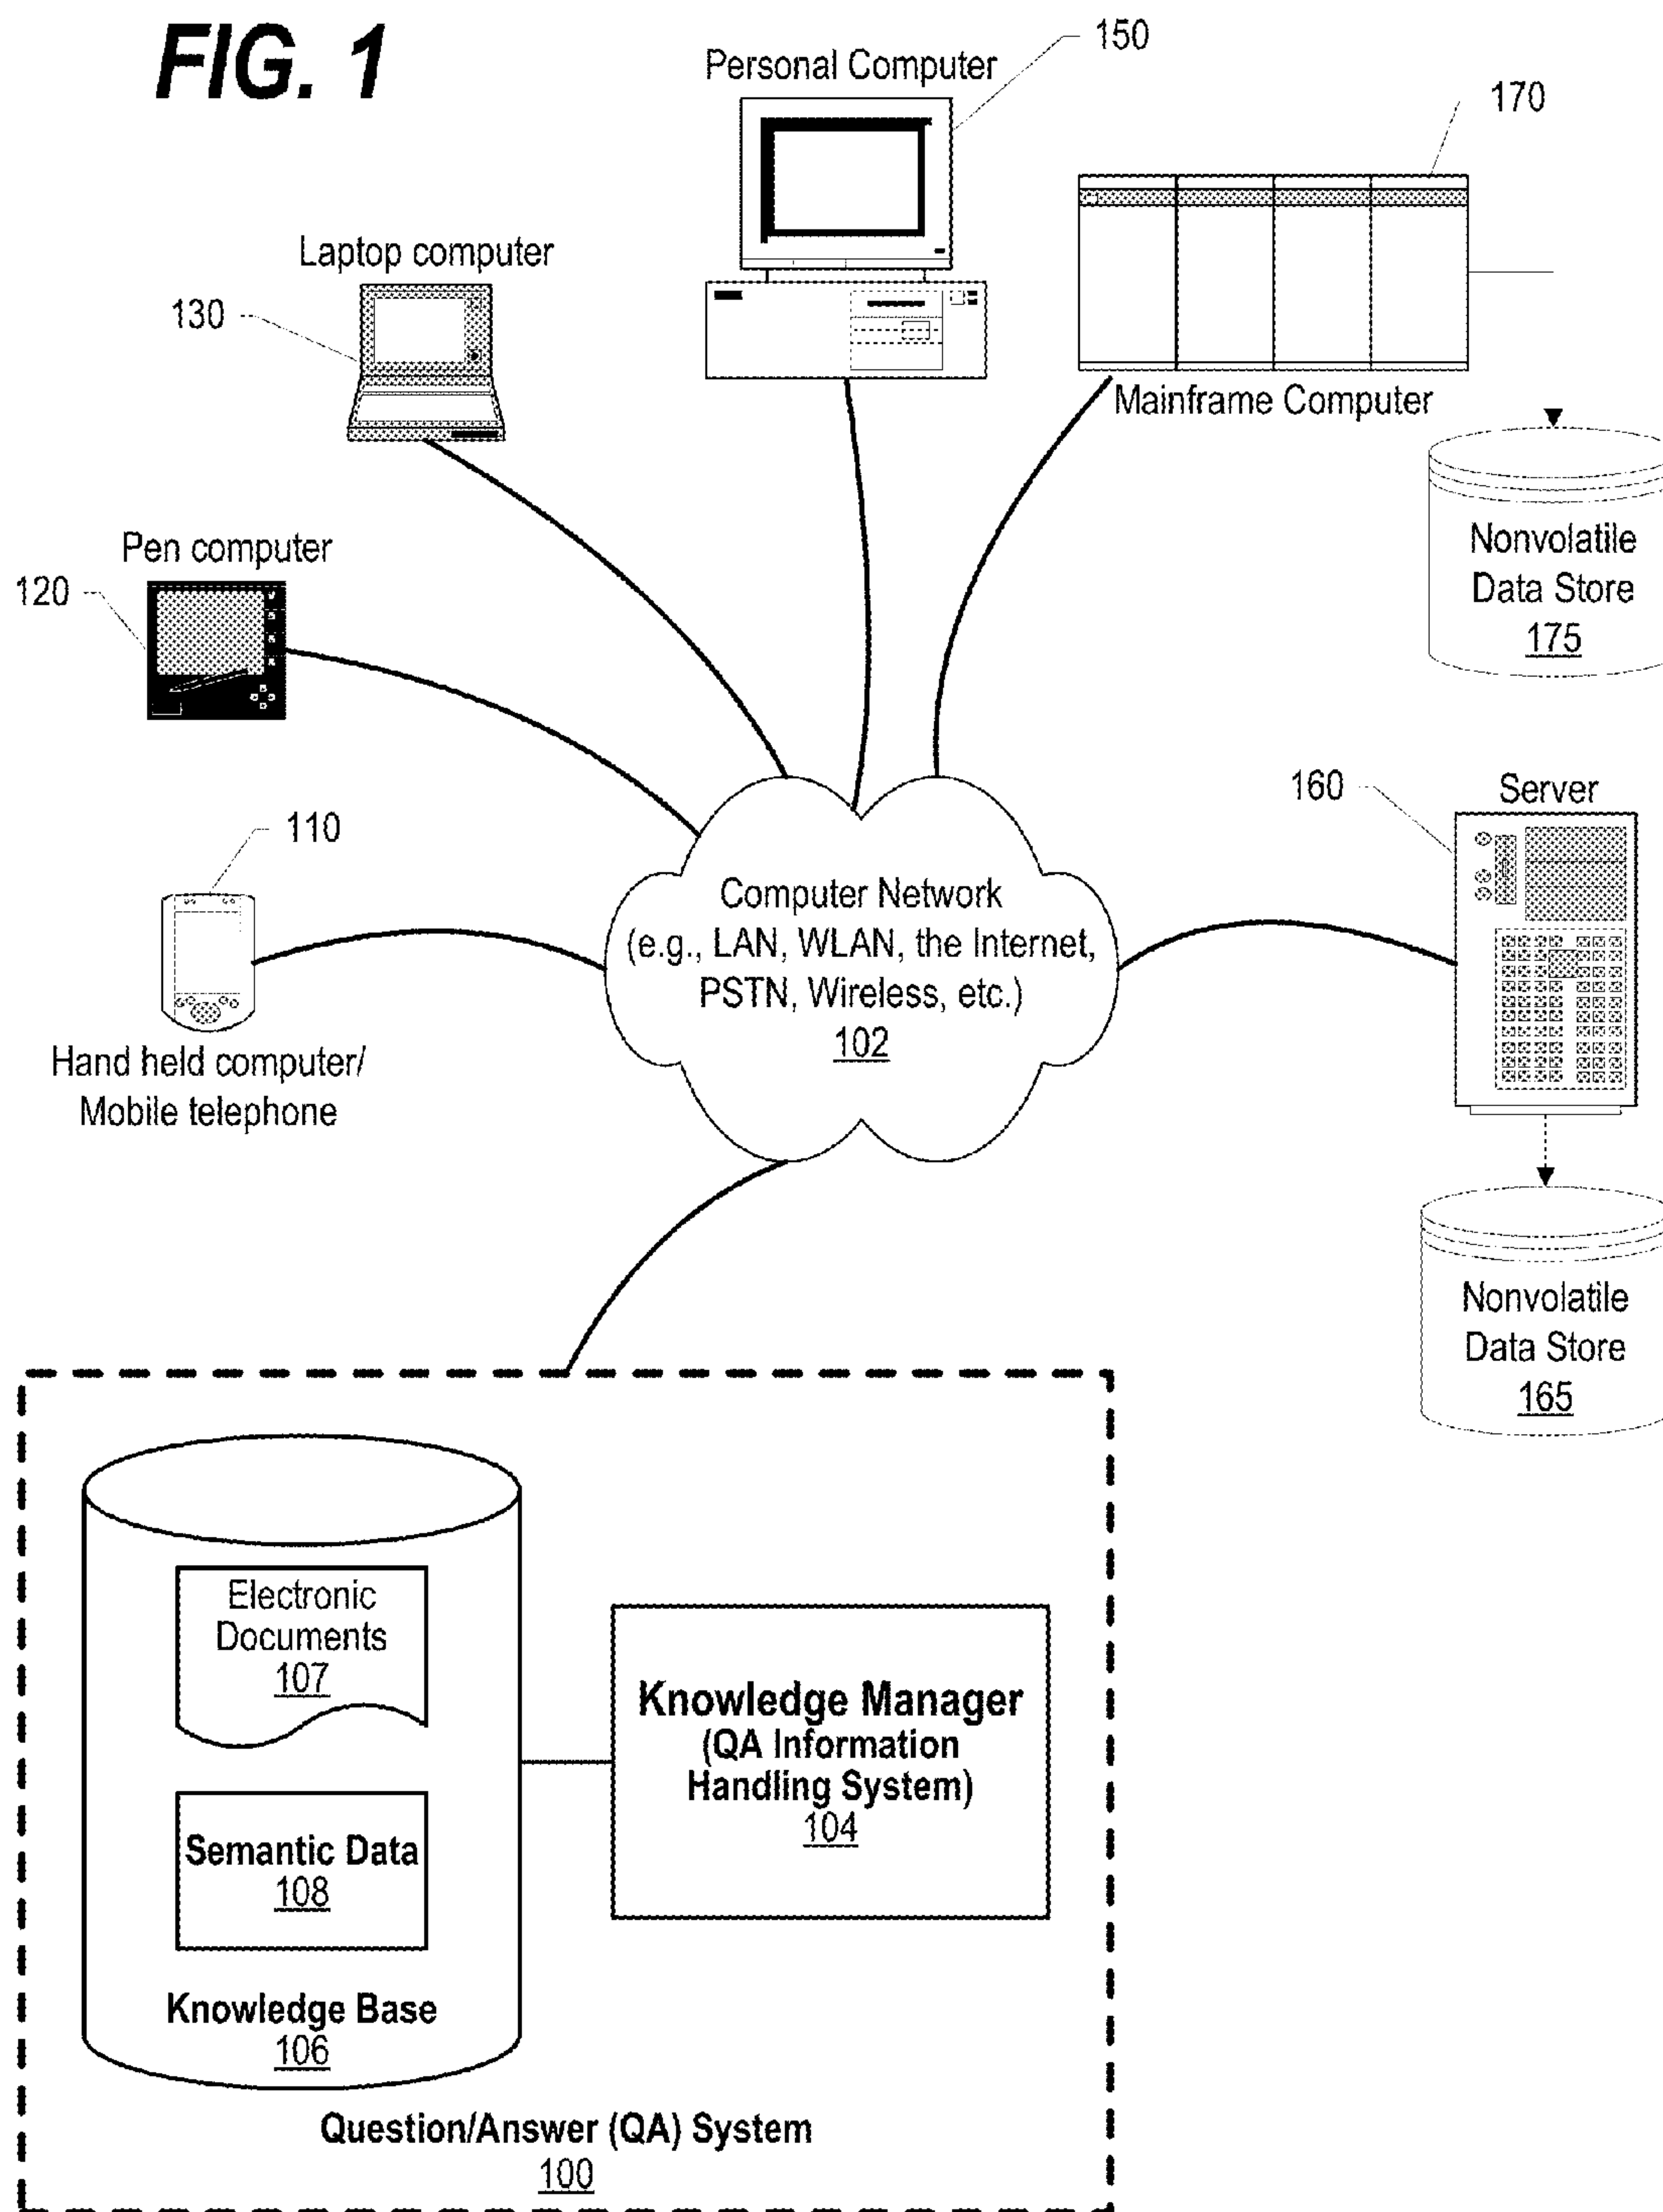 FIG. 1
Personal Computer
150
170
Laptop computer
130
Mainframe Computer
Nonvolatile
Data Store
175
Pen computer
120
110
Hand held computer/
Mobile telephone
Computer Network
(e.g., LAN, WLAN, the Internet,
PSTN, Wireless, etc.)
102
160
Server
Nonvolatile
Data Store
165
Electronic
Documents
107
Semantic Data
108
Knowledge Base
106
Knowledge Manager
(QA Information
Handling System)
104
Question/Answer (QA) System
100